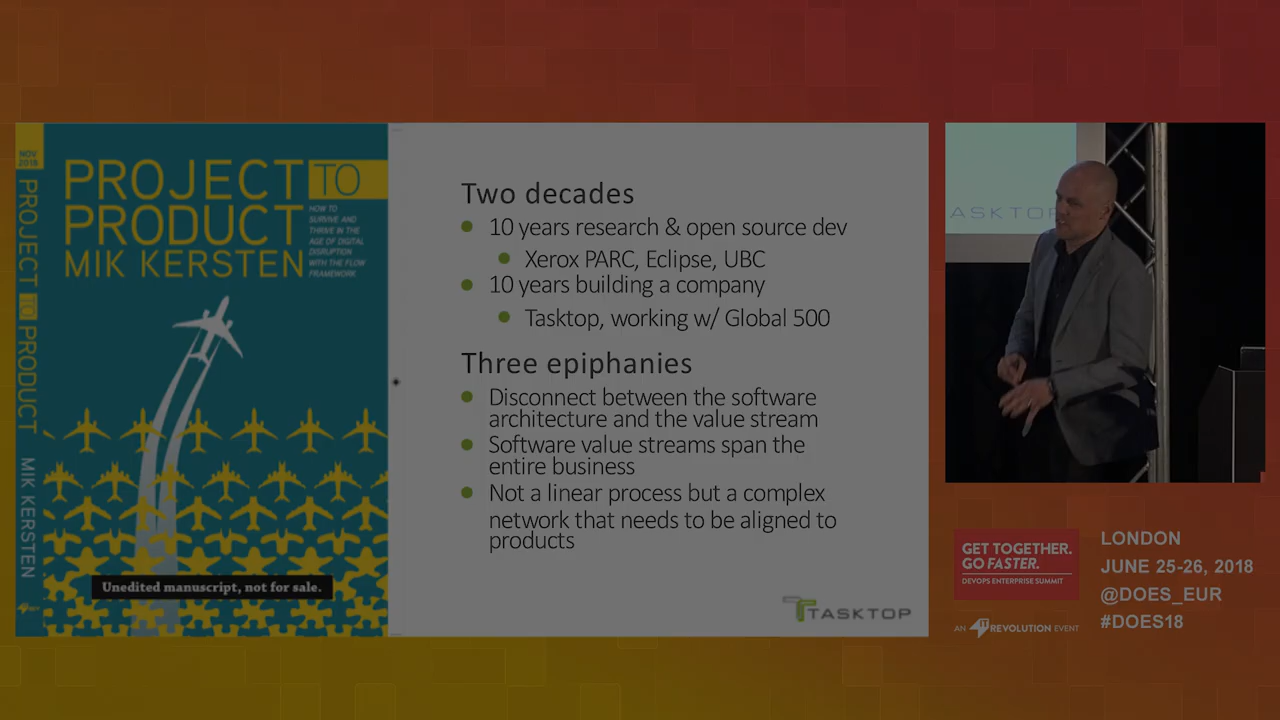 NOV
2018
PROJECT TO PRODUCT
MIK KERSTEN
PROJECT TO
PRODUCT
MIK KERSTEN
HOW TO
SURVIVE AND
THRIVE IN THE
AGE OF DIGITAL
DISRUPTION
WITH THE FLOW
FRAMEWORK
Unedited manuscript, not for sale.
Two decades
10 years research & open source dev
Xerox PARC, Eclipse, UBC
10 years building a company
Tasktop, working w/ Global 500
Three epiphanies
Disconnect between the software
architecture and the value stream
Software value streams span the
entire business
Not a linear process but a complex
network that needs to be aligned to
products
TASKTOP
ASKTOP
GET TOGETHER.
GO FASTER.
DEVOPS ENTERPRISE SUMMIT
AN IT REVOLUTION EVENT
LONDON
JUNE 25-26, 2018
@DOES_EUR
#DOES18